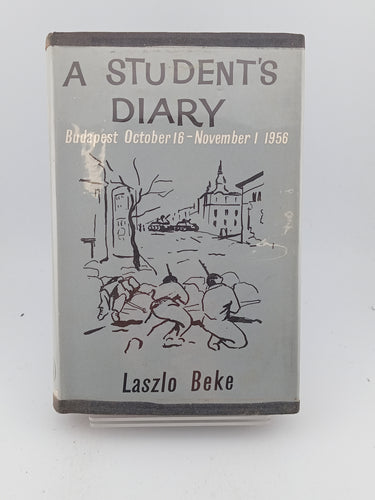 A STUDENT'S
DIARY
Budapest October 16 - November 1 1956
Laszlo Beke